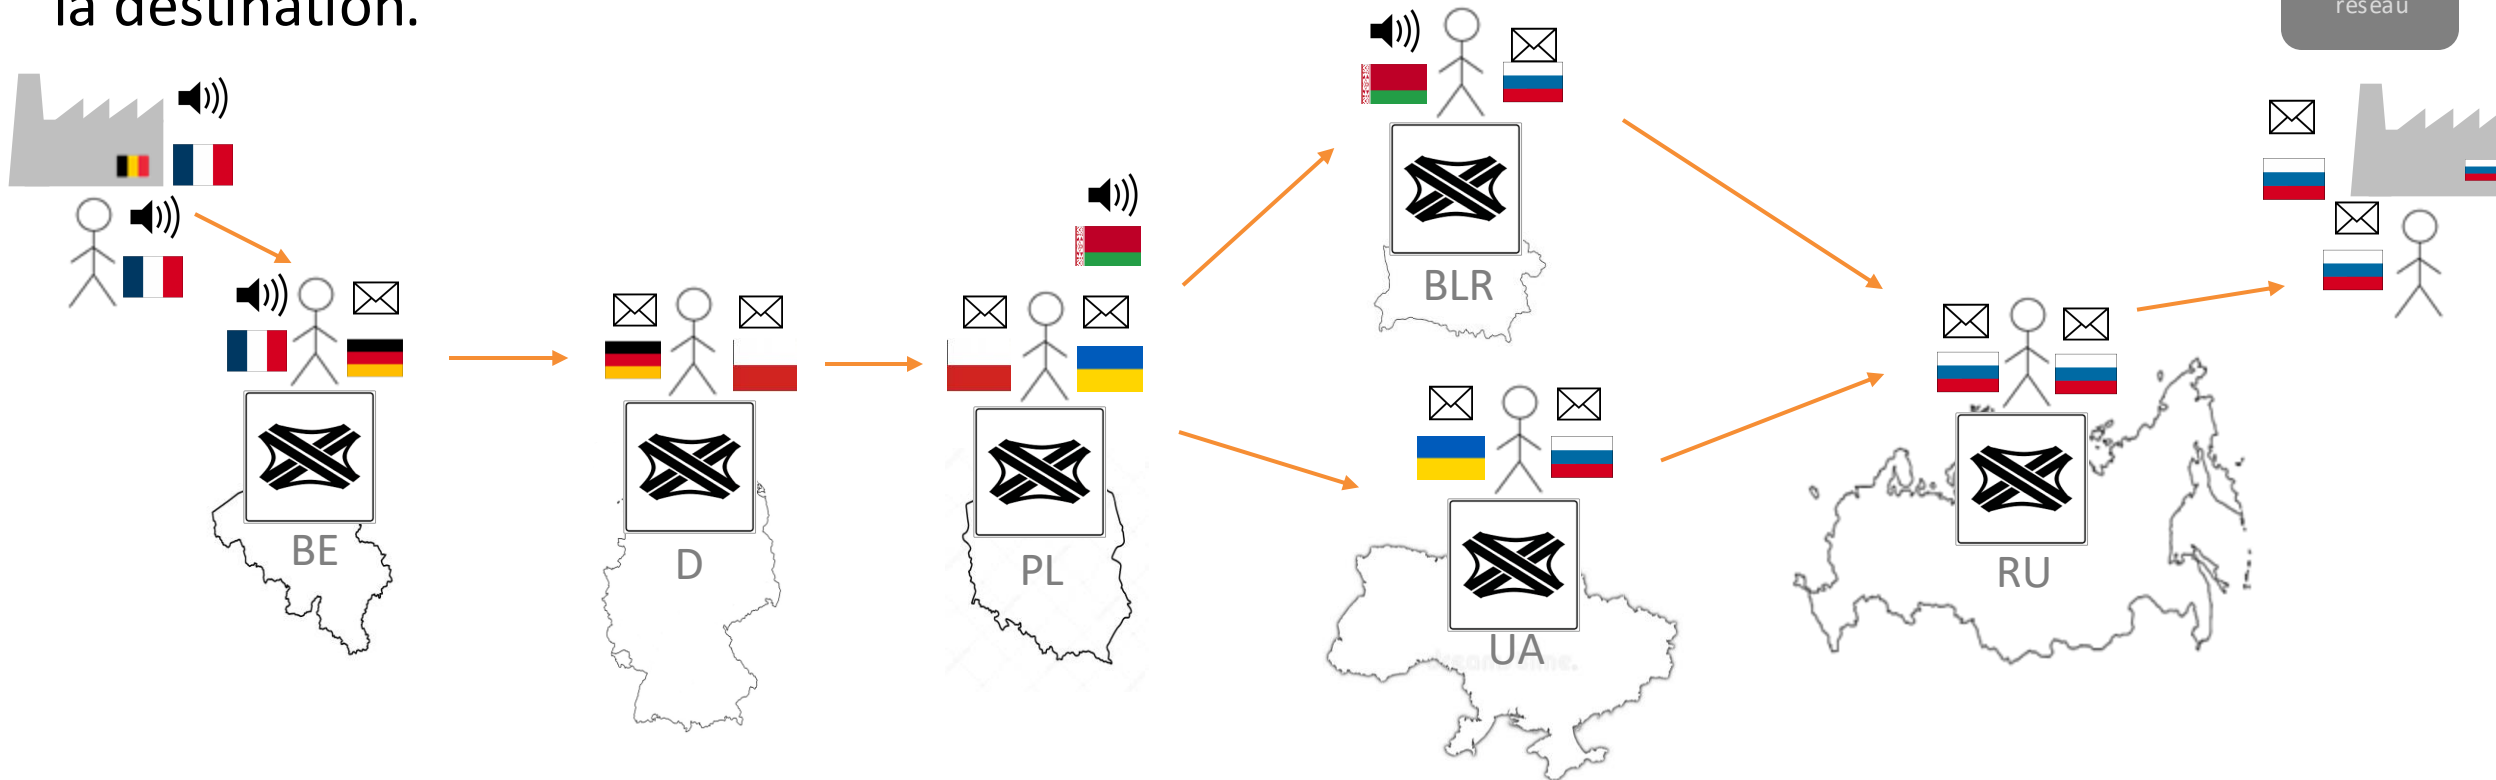 la destination.
réseau
BLR
BE
D
PL
RU
UA